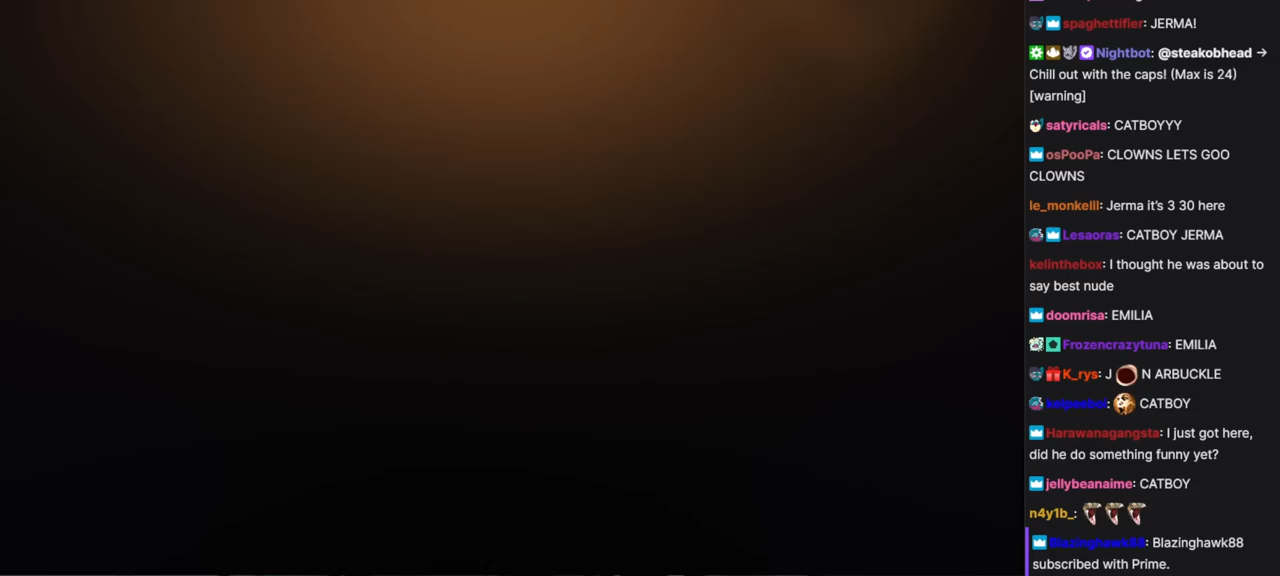 spaghettifier: JERMA!
Nightbot: @steakobhead →
Chill out with the caps! (Max is 24)
[warning]
satyricals: CATBOYYY
osPooPa: CLOWNS LETS GOO
CLOWNS
le_monkelll: Jerma it's 3 30 here
Lesaoras: CATBOY JERMA
kelinthebox: I thought he was about to
say best nude
doomrisa: EMILIA
Frozencrazytuna: EMILIA
K_rys: J N ARBUCKLE
: CATBOY
Harawanagangsta: I just got here,
did he do something funny yet?
jellybeanaime: CATBOY
n4y1b_:
Blazinghawk88: Blazinghawk88
subscribed with Prime.